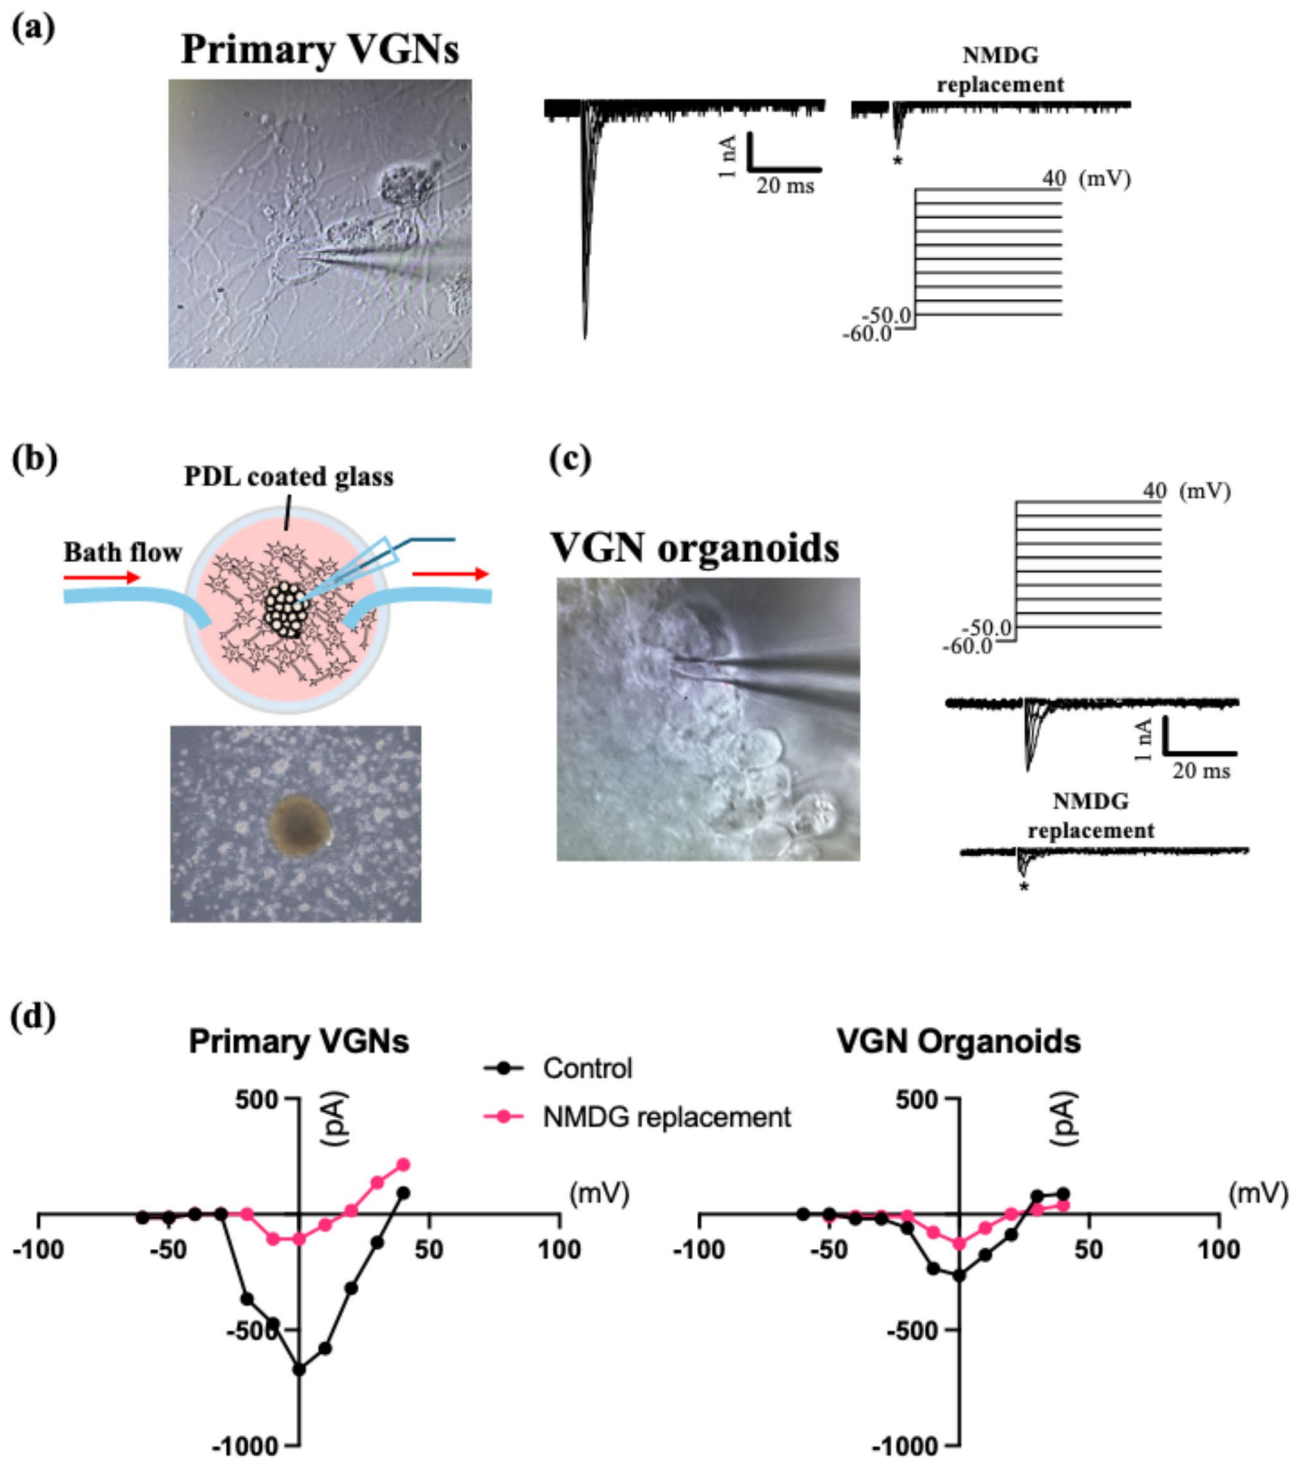 (a)
Primary VGNs
NMDG
replacement
*
1 nA
20 ms
40 (mV)
-50.0
-60.0
(b)
PDL coated glass
Bath flow
(c)
VGN organoids
40 (mV)
-50.0
-60.0
1 nA
20 ms
NMDG
replacement
*
(d)
Primary VGNs
Control
NMDG replacement
500
(pA)
(mV)
-100
-50
50
100
-500
-1000
VGN Organoids
500
(pA)
(mV)
-100
-50
50
100
-500
-1000